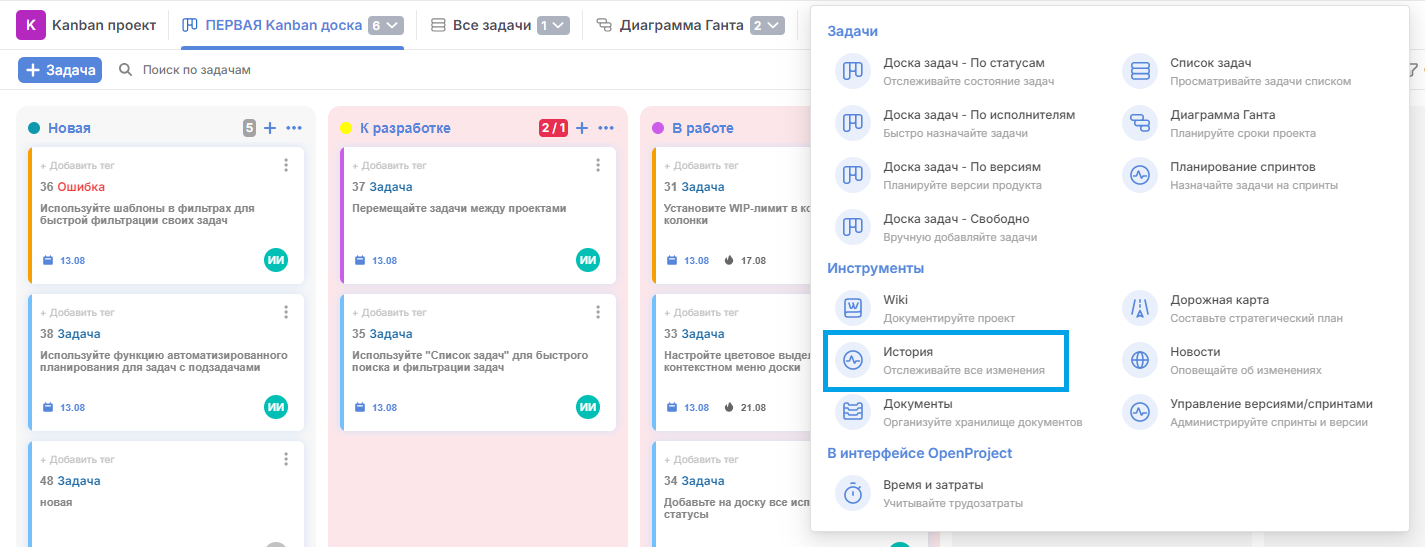 K
Kanban проект
ПЕРВАЯ Kanban доска
6
Все задачи
1
Диаграмма Ганта
2
+ Задача
Поиск по задачам
Новая
5
+ Добавить тег
36 Ошибка
Используйте шаблоны в фильтрах для
быстрой фильтрации своих задач
13.08
ИИ
+ Добавить тег
38 Задача
Используйте функцию автоматизированного
планирования для задач с подзадачами
13.08
ИИ
+ Добавить тег
48 Задача
новая
К разработке
2 / 1
+ Добавить тег
37 Задача
Перемещайте задачи между проектами
13.08
ИИ
+ Добавить тег
35 Задача
Используйте "Список задач" для быстрого
поиска и фильтрации задач
13.08
ИИ
В работе
+ Добавить тег
31 Задача
Установите WIP-лимит в
колонки
13.08
17.08
+ Добавить тег
33 Задача
Настройте цветовое
контекстном меню доски
13.08
21.08
+ Добавить тег
34 Задача
Добавьте на доску все
статусы
Задачи
Доска задач - По статусам
Отслеживайте состояние задач
Список задач
Просматривайте задачи списком
Доска задач - По исполнителям
Быстро назначайте задачи
Диаграмма Ганта
Планируйте сроки проекта
Доска задач - По версиям
Планируйте версии продукта
Планирование спринтов
Назначайте задачи на спринты
Доска задач - Свободно
Вручную добавляйте задачи
Инструменты
Wiki
Документируйте проект
Дорожная карта
Составьте стратегический план
История
Отслеживайте все изменения
Новости
Оповещайте об изменениях
Документы
Организуйте хранилище документов
Управление версиями/спринтами
Администрируйте спринты и версии
В интерфейсе OpenProject
Время и затраты
Учитывайте трудозатраты